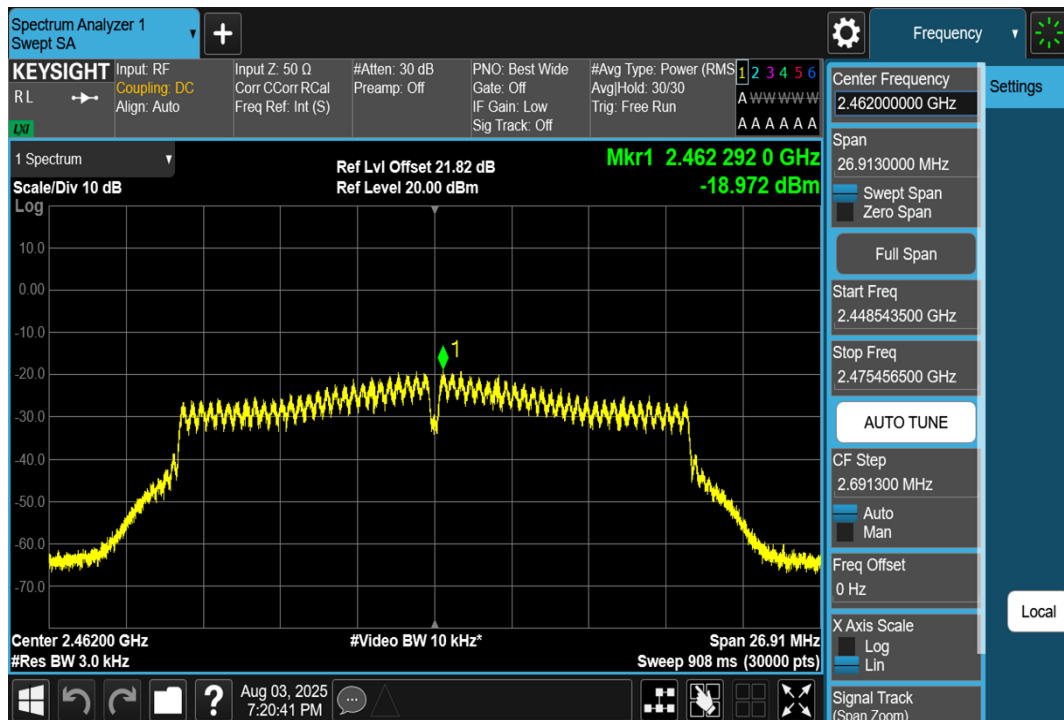 Spectrum Analyzer 1
Swept SA
+
Frequency
KEYSIGHT
RL
LXI
Input: RF
Coupling: DC
Align: Auto
Input Z: 50 Ω
Corr CCorr RCal
Freq Ref: Int (S)
#Atten: 30 dB
Preamp: Off
PNO: Best Wide
Gate: Off
IF Gain: Low
Sig Track: Off
#Avg Type: Power (RMS
Avg|Hold: 30/30
Trig: Free Run
1 2 3 4 5 6
A W W W W W
A A A A A A
Center Frequency
2.462000000 GHz
Settings
Span
26.9130000 MHz
Swept Span
Zero Span
Full Span
Start Freq
2.448543500 GHz
Stop Freq
2.475456500 GHz
AUTO TUNE
CF Step
2.691300 MHz
Auto
Man
Freq Offset
0 Hz
X Axis Scale
Log
Lin
Signal Track
(Span Zoom)
Local
1 Spectrum
Scale/Div 10 dB
Log
Ref Lvl Offset 21.82 dB
Ref Level 20.00 dBm
Mkr1 2.462 292 0 GHz
-18.972 dBm
10.0
0.00
-10.0
-20.0
-30.0
-40.0
-50.0
-60.0
-70.0
1
Center 2.46200 GHz
#Video BW 10 kHz*
Span 26.91 MHz
#Res BW 3.0 kHz
Sweep 908 ms (30000 pts)
?
Aug 03, 2025
7:20:41 PM